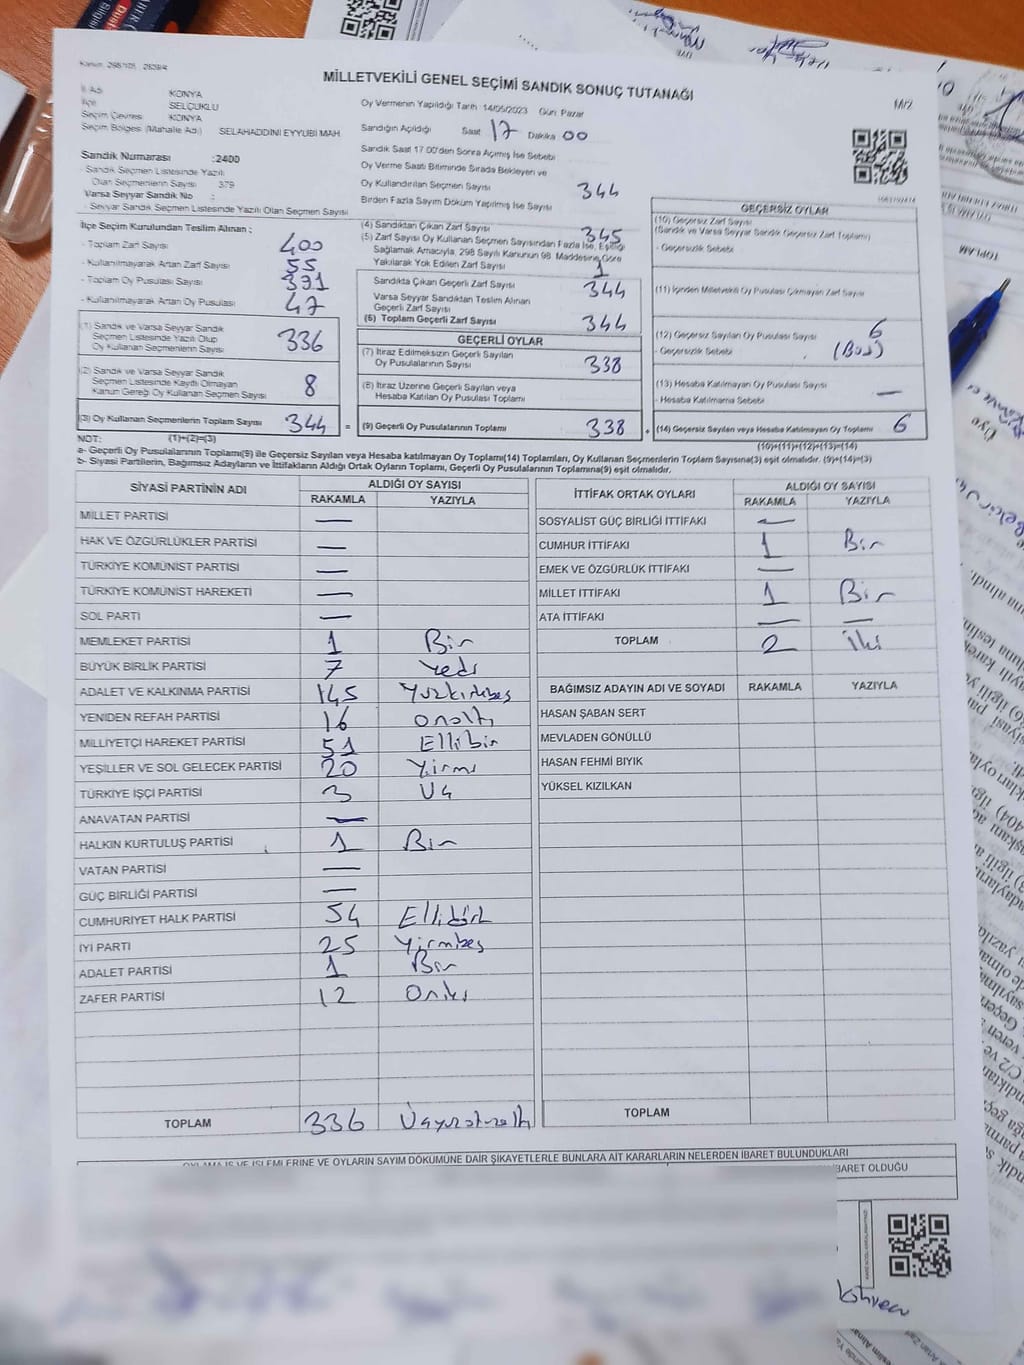 MİLLETVEKİLİ GENEL SEÇİMİ SANDIK SONUÇ TUTANAĞI
M/2
İl Adı KONYA
İlçe SELÇUKLU
Seçim Çevresi KONYA
Seçim Bölgesi (Mahalle Adı) SELAHADDİNİ EYYUBİ MAH
Oy Vermenin Yapıldığı Tarih 14/05/2023 Gün Pazar
Sandığın Açıldığı Saat 17 Dakika 00
Sandık Saat 17.00'den Sonra Açılmış İse Sebebi
Oy Verme Saati Bitiminde Sırada Bekleyen ve
Oy Kullandırılan Seçmen Sayısı 344
Birden Fazla Sayım Döküm Yapılmış İse Sayısı
Sandık Numarası :2400
- Sandık Seçmen Listesinde Yazılı
Olan Seçmenlerin Sayısı 379
Varsa Seyyar Sandık No :
- Seyyar Sandık Seçmen Listesinde Yazılı Olan Seçmen Sayısı
İlçe Seçim Kurulundan Teslim Alınan ;
- Toplam Zarf Sayısı 400
- Kullanılmayarak Artan Zarf Sayısı 55
- Toplam Oy Pusulası Sayısı
- Kullanılmayarak Artan Oy Pusulası 47
(1) Sandık ve Varsa Seyyar Sandık
Seçmen Listesinde Yazılı Olup
Oy Kullanan Seçmenlerin Sayısı 336
(2) Sandık ve Varsa Seyyar Sandık
Seçmen Listesinde Kaydı Olmayan
Kanun Gereği Oy Kullanan Seçmen Sayısı 8
(3) Oy Kullanan Seçmenlerin Toplam Sayısı 344 =
(4) Sandıktan Çıkan Zarf Sayısı 345
(5) Zarf Sayısı Oy Kullanan Seçmen Sayısından Fazla İse, Eşitliği
Sağlamak Amacıyla, 298 Sayılı Kanunun 98. Maddesine Göre
Yakılarak Yok Edilen Zarf Sayısı 1
Sandıkta Çıkan Geçerli Zarf Sayısı 344
Varsa Seyyar Sandıktan Teslim Alınan
Geçerli Zarf Sayısı
(6) Toplam Geçerli Zarf Sayısı 344
GEÇERLİ OYLAR
(7) İtiraz Edilmeksizin Geçerli Sayılan
Oy Pusulalarının Sayısı 338
(8) İtiraz Üzerine Geçerli Sayılan veya
Hesaba Katılan Oy Pusulası Toplamı
(9) Geçerli Oy Pusulalarının Toplamı 338 +
GEÇERSİZ OYLAR
(10) Geçersiz Zarf Sayısı
(Sandık ve Varsa Seyyar Sandık Geçersiz Zarf Toplamı)
- Geçersizlik Sebebi
(11) İçinden Milletvekili Oy Pusulası Çıkmayan Zarf Sayısı
(12) Geçersiz Sayılan Oy Pusulası Sayısı 6
- Geçersizlik Sebebi (Boş)
(13) Hesaba Katılmayan Oy Pusulası Sayısı —
- Hesaba Katılmama Sebebi
(14) Geçersiz Sayılan veya Hesaba Katılmayan Oy Toplamı 6
NOT: (1)+(2)=(3)
(10)+(11)+(12)+(13)=(14)
a- Geçerli Oy Pusulalarının Toplamı(9) ile Geçersiz Sayılan veya Hesaba katılmayan Oy Toplamı(14) Toplamları, Oy Kullanan Seçmenlerin Toplam Sayısına(3) eşit olmalıdır. (9)+(14)=(3)
b- Siyasi Partilerin, Bağımsız Adayların ve İttifakların Aldığı Ortak Oyların Toplamı, Geçerli Oy Pusulalarının Toplamına(9) eşit olmalıdır.
SİYASİ PARTİNİN ADI ALDIĞI OY SAYISI
RAKAMLA YAZIYLA
MİLLET PARTİSİ —
HAK VE ÖZGÜRLÜKLER PARTİSİ —
TÜRKİYE KOMÜNİST PARTİSİ —
TÜRKİYE KOMÜNİST HAREKETİ —
SOL PARTİ —
MEMLEKET PARTİSİ 1 Bir
BÜYÜK BİRLİK PARTİSİ 7 Yedi
ADALET VE KALKINMA PARTİSİ 145 Yüzkırkbeş
YENİDEN REFAH PARTİSİ 16 Onaltı
MİLLİYETÇİ HAREKET PARTİSİ 51 Ellibir
YEŞİLLER VE SOL GELECEK PARTİSİ 20 Yirmi
TÜRKİYE İŞÇİ PARTİSİ 3 Üç
ANAVATAN PARTİSİ —
HALKIN KURTULUŞ PARTİSİ 1 Bir
VATAN PARTİSİ —
GÜÇ BİRLİĞİ PARTİSİ —
CUMHURİYET HALK PARTİSİ 54 Ellidört
İYİ PARTİ 25 Yirmibeş
ADALET PARTİSİ 1 Bir
ZAFER PARTİSİ 12 Oniki
TOPLAM 336 Üçyüzotuzaltı
İTTİFAK ORTAK OYLARI ALDIĞI OY SAYISI
RAKAMLA YAZIYLA
SOSYALİST GÜÇ BİRLİĞİ İTTİFAKI —
CUMHUR İTTİFAKI 1 Bir
EMEK VE ÖZGÜRLÜK İTTİFAKI —
MİLLET İTTİFAKI 1 Bir
ATA İTTİFAKI — —
TOPLAM 2 İki
BAĞIMSIZ ADAYIN ADI VE SOYADI RAKAMLA YAZIYLA
HASAN ŞABAN SERT
MEVLADEN GÖNÜLLÜ
HASAN FEHMİ BIYIK
YÜKSEL KIZILKAN
TOPLAM
OYLAMA İŞ VE İŞLEMLERİNE VE OYLARIN SAYIM DÖKÜMÜNE DAİR ŞİKAYETLERLE BUNLARA AİT KARARLARIN NELERDEN İBARET BULUNDUKLARI
İBARET OLDUĞU